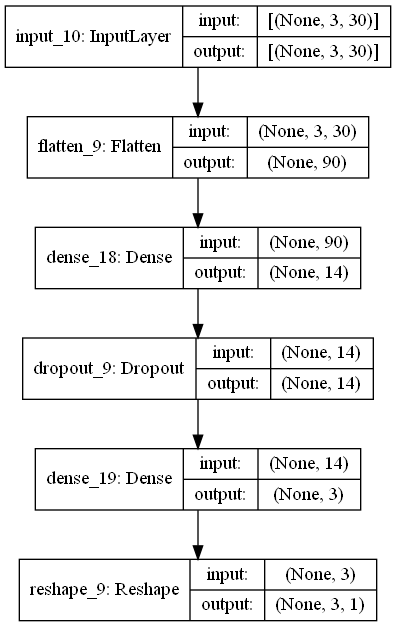 input_10: InputLayer
input: [(None, 3, 30)]
output: [(None, 3, 30)]
flatten_9: Flatten
input: (None, 3, 30)
output: (None, 90)
dense_18: Dense
input: (None, 90)
output: (None, 14)
dropout_9: Dropout
input: (None, 14)
output: (None, 14)
dense_19: Dense
input: (None, 14)
output: (None, 3)
reshape_9: Reshape
input: (None, 3)
output: (None, 3, 1)